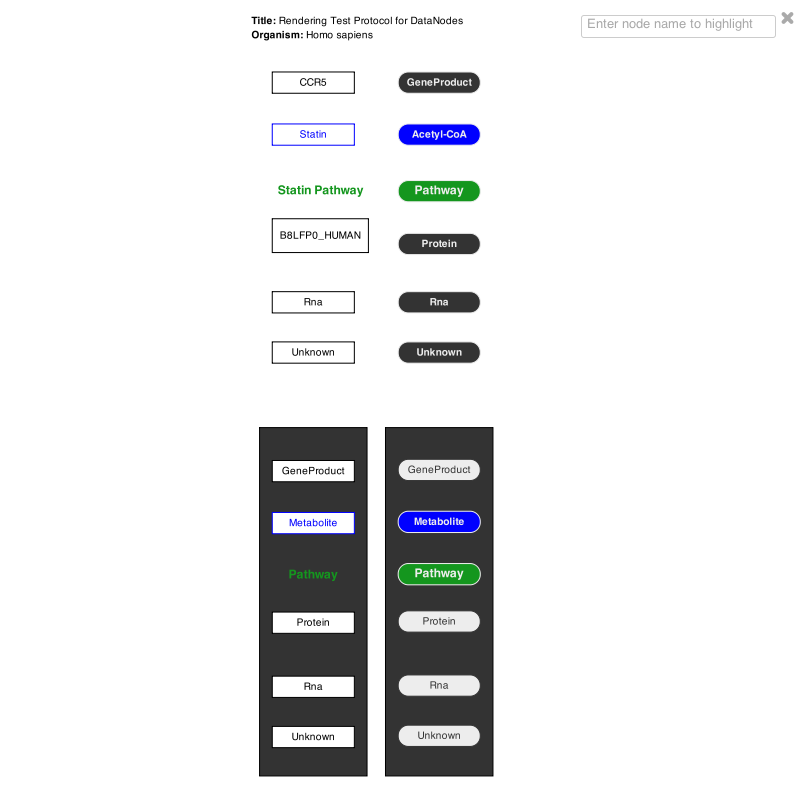 Title: Rendering Test Protocol for DataNodes
Organism: Homo sapiens
Enter node name to highlight
CCR5 GeneProduct
Statin Acetyl-CoA
Statin Pathway Pathway
B8LFP0_HUMAN Protein
Rna Rna
Unknown Unknown
GeneProduct GeneProduct
Metabolite Metabolite
Pathway Pathway
Protein Protein
Rna Rna
Unknown Unknown